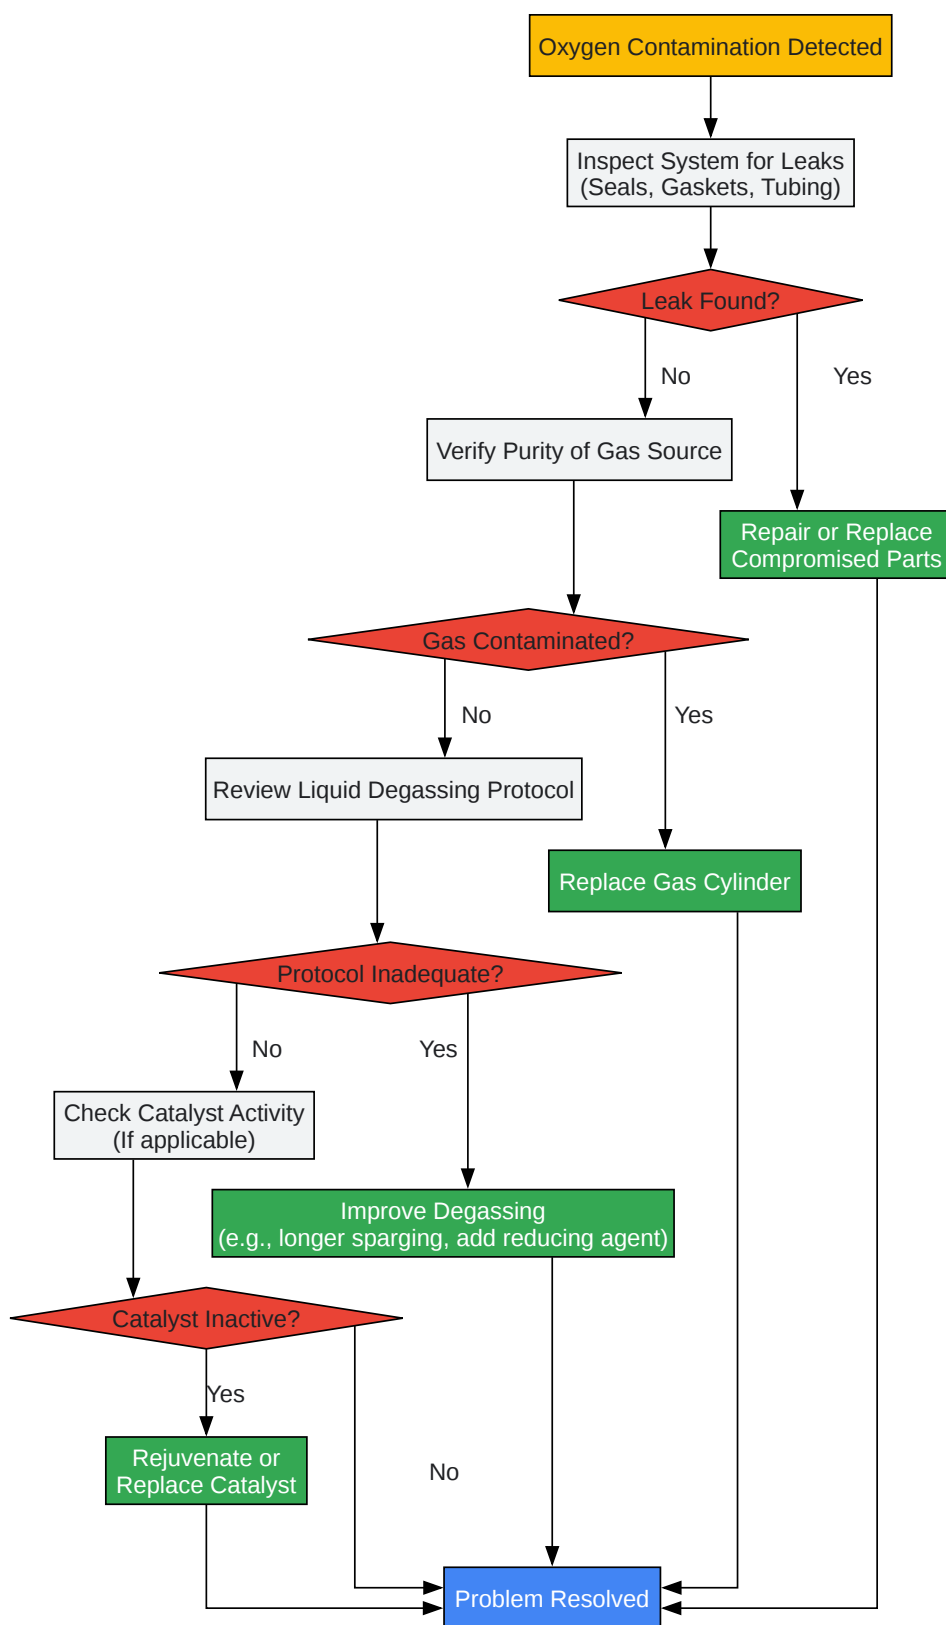 Oxygen Contamination Detected
Inspect System for Leaks
(Seals, Gaskets, Tubing)
Leak Found?
No
Yes
Verify Purity of Gas Source
Repair or Replace
Compromised Parts
Gas Contaminated?
No
Yes
Review Liquid Degassing Protocol
Replace Gas Cylinder
Protocol Inadequate?
No
Yes
Check Catalyst Activity
(If applicable)
Improve Degassing
(e.g., longer sparging, add reducing agent)
Catalyst Inactive?
Yes
Rejuvenate or
Replace Catalyst
No
Problem Resolved